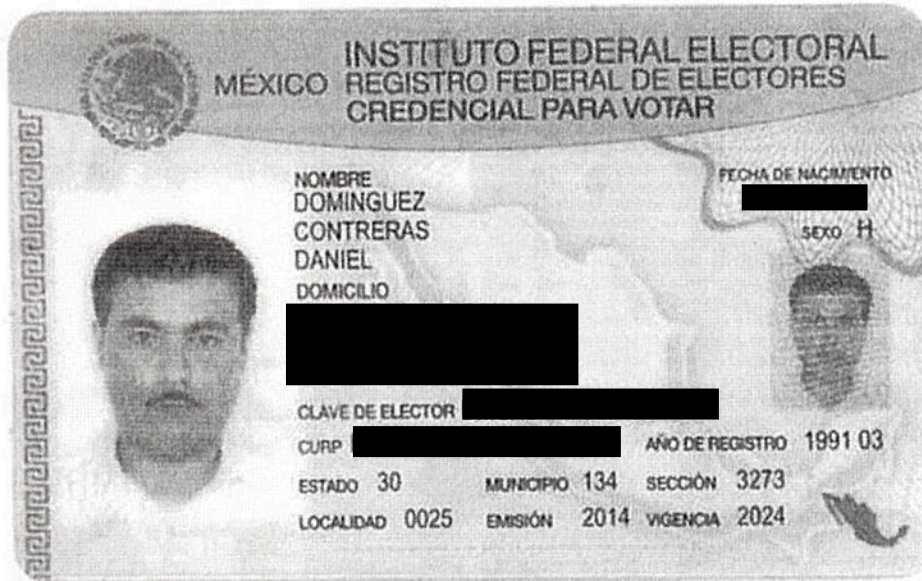 MÉXICO
INSTITUTO FEDERAL ELECTORAL
REGISTRO FEDERAL DE ELECTORES
CREDENCIAL PARA VOTAR
NOMBRE
DOMINGUEZ
CONTRERAS
DANIEL
DOMICILIO
FECHA DE NACIMIENTO
SEXO H
CLAVE DE ELECTOR
CURP
AÑO DE REGISTRO 1991 03
ESTADO 30 MUNICIPIO 134 SECCIÓN 3273
LOCALIDAD 0025 EMISIÓN 2014 VIGENCIA 2024